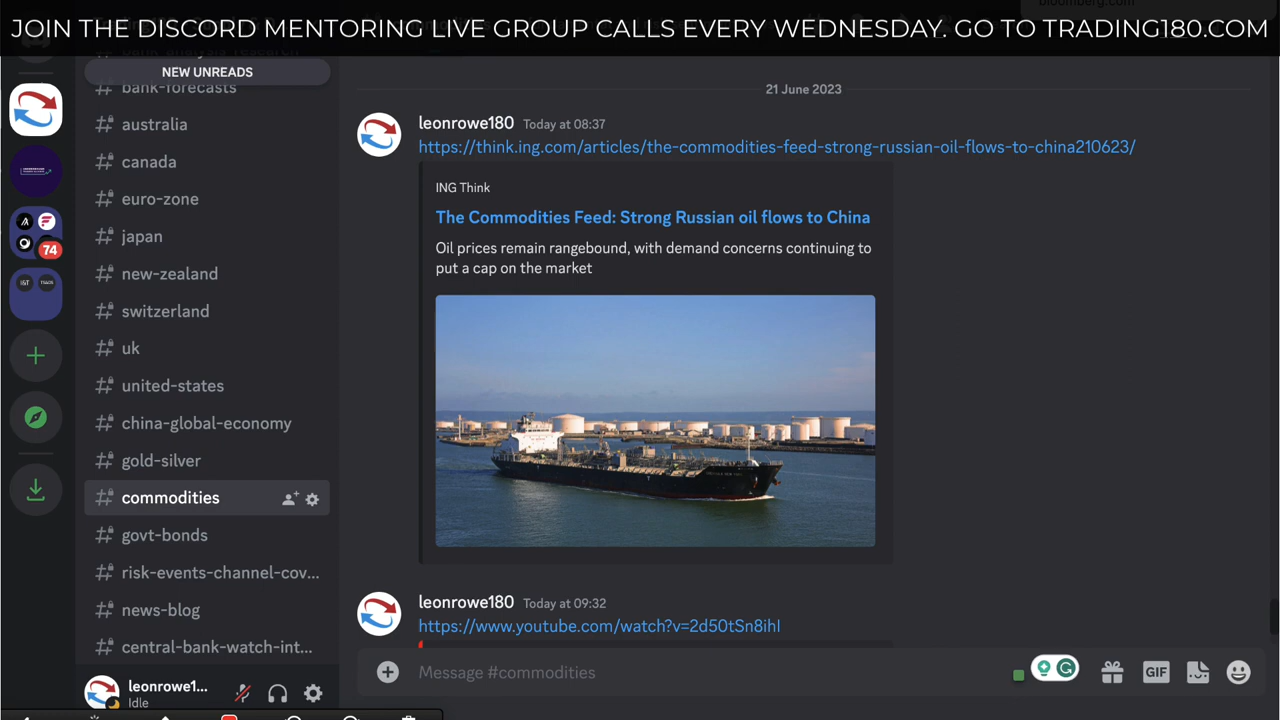 bloomberg.com
JOIN THE DISCORD MENTORING LIVE GROUP CALLS EVERY WEDNESDAY. GO TO TRADING180.COM
NEW UNREADS
bank-forecasts
australia
canada
euro-zone
japan
new-zealand
switzerland
uk
united-states
china-global-economy
gold-silver
commodities
govt-bonds
risk-events-channel-cov...
news-blog
central-bank-watch-int...
74
leonrowe1...
Idle
21 June 2023
leonrowe180 Today at 08:37
https://think.ing.com/articles/the-commodities-feed-strong-russian-oil-flows-to-china210623/
ING Think
The Commodities Feed: Strong Russian oil flows to China
Oil prices remain rangebound, with demand concerns continuing to
put a cap on the market
leonrowe180 Today at 09:32
https://www.youtube.com/watch?v=2d50tSn8ihI
Message #commodities
GIF